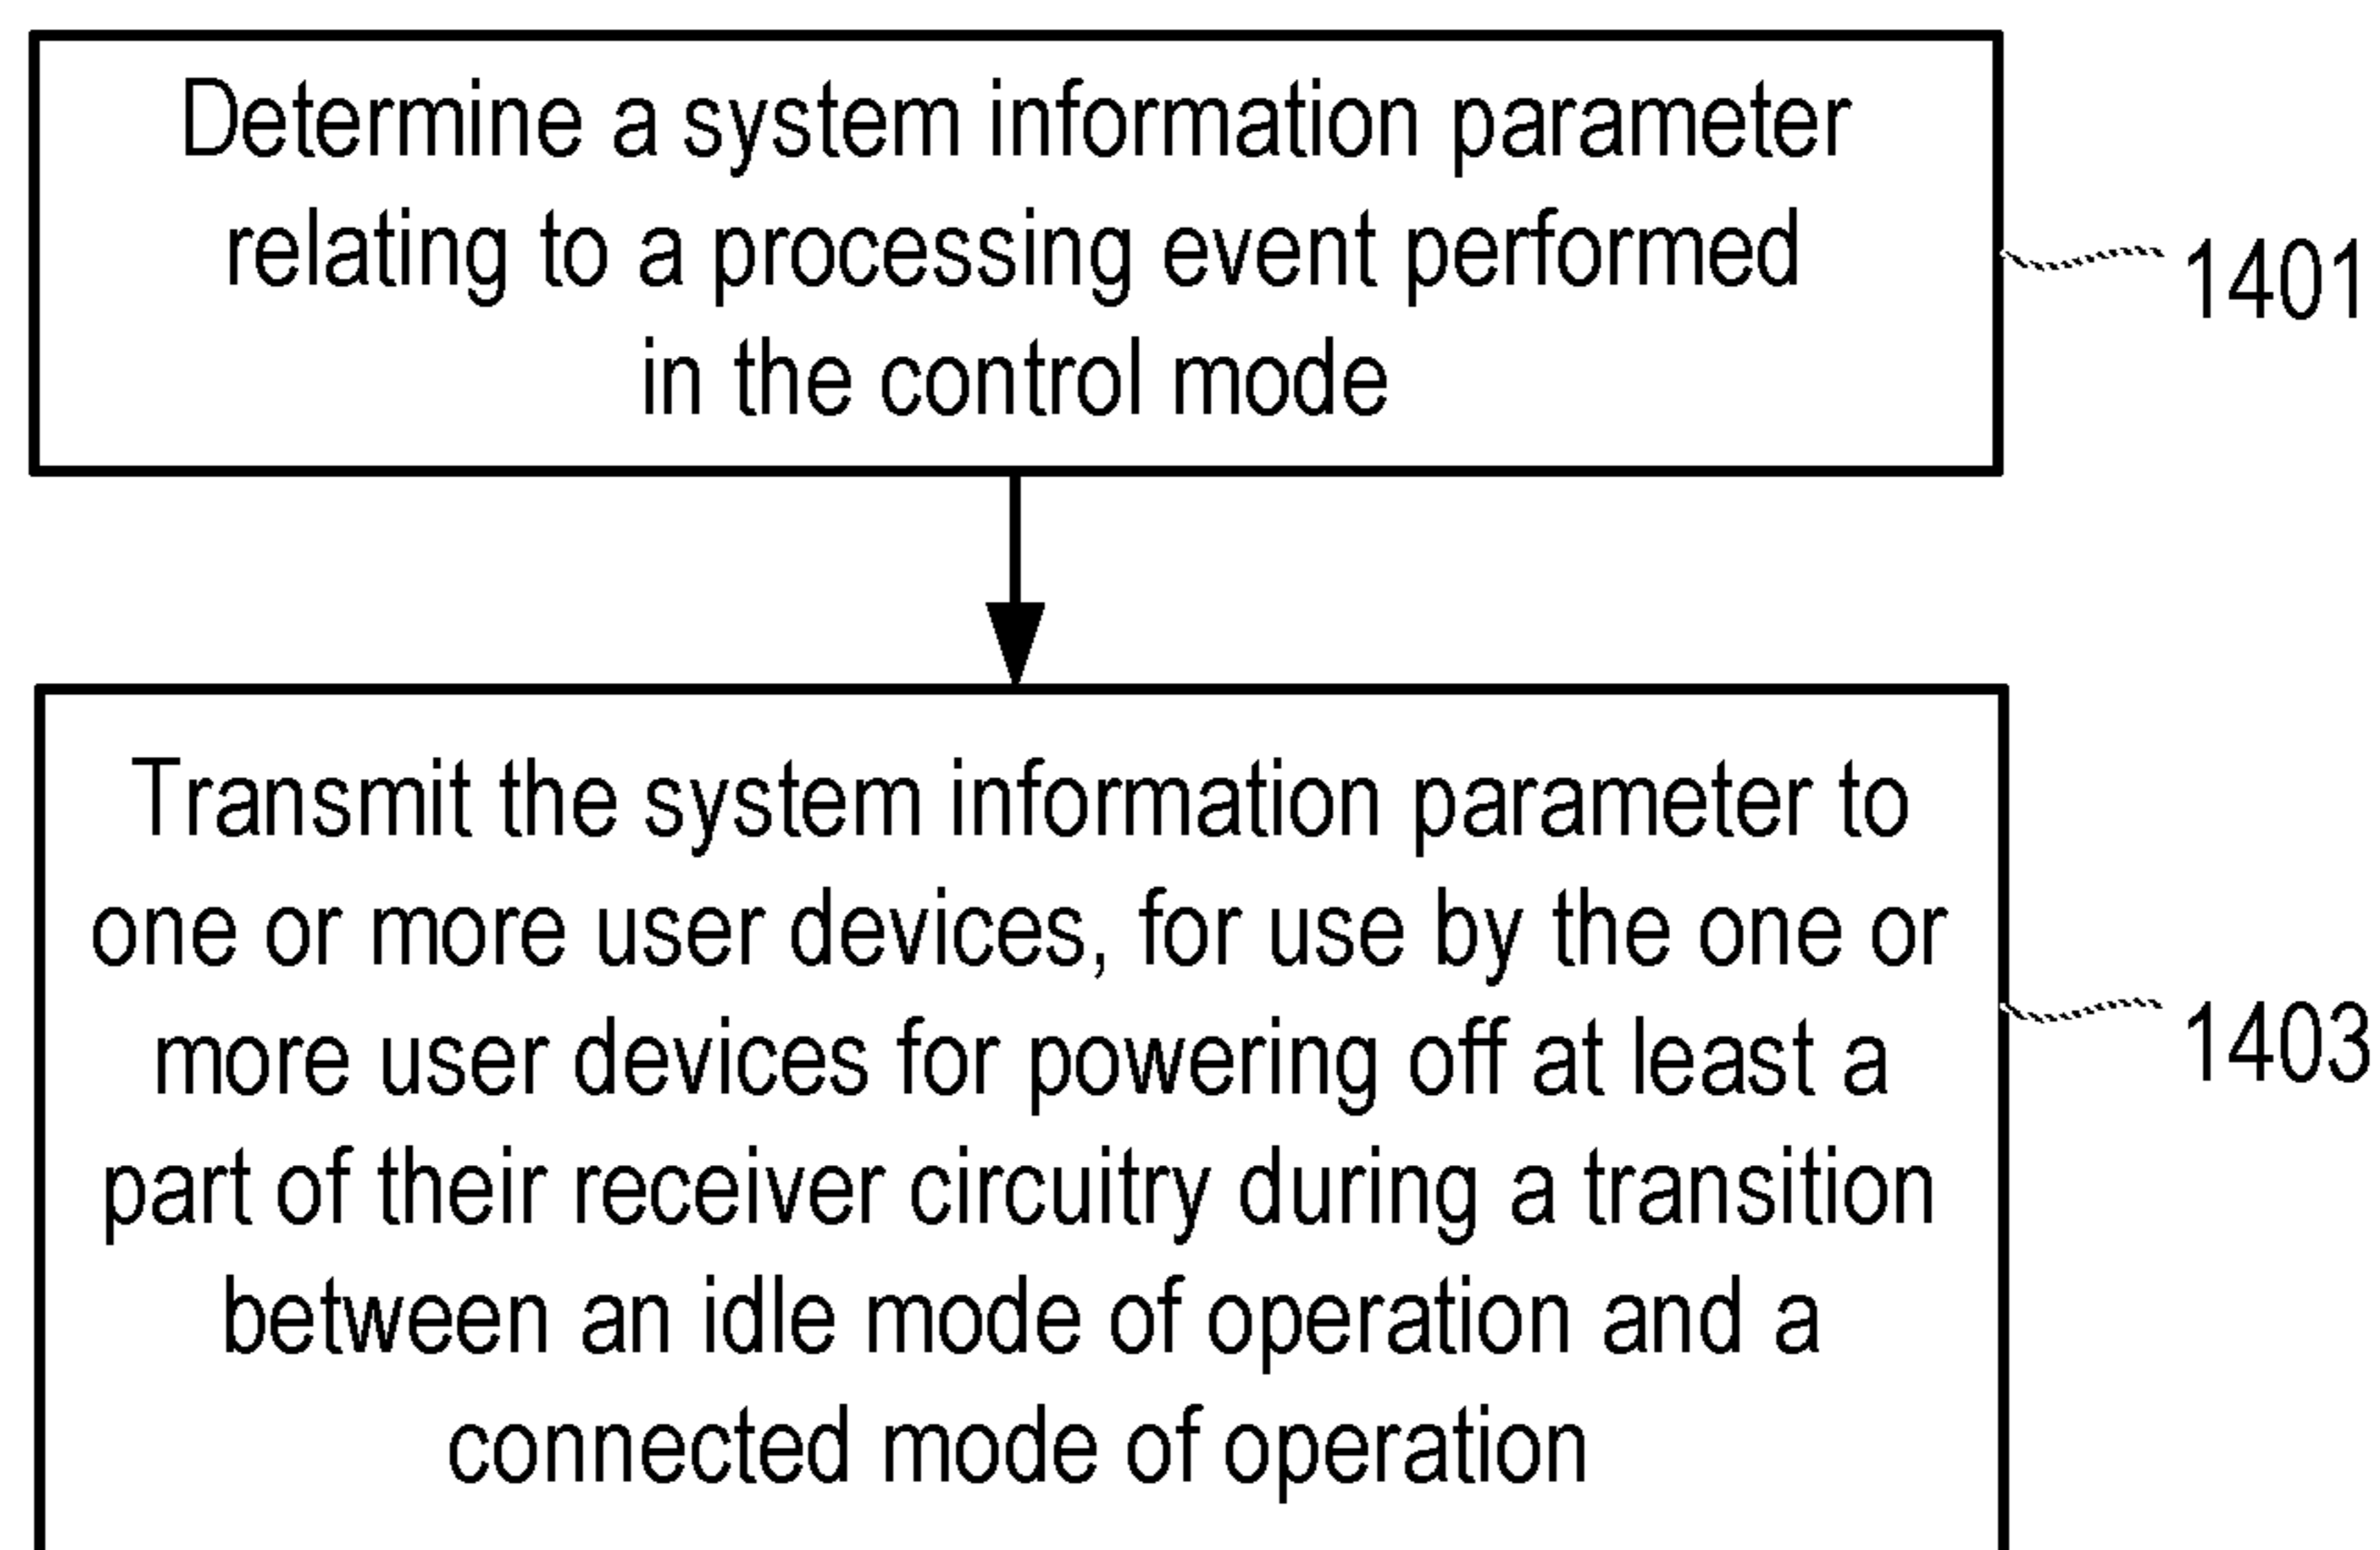 Determine a system information parameter
relating to a processing event performed
in the control mode
1401
Transmit the system information parameter to
one or more user devices, for use by the one or
more user devices for powering off at least a
part of their receiver circuitry during a transition
between an idle mode of operation and a
connected mode of operation
1403